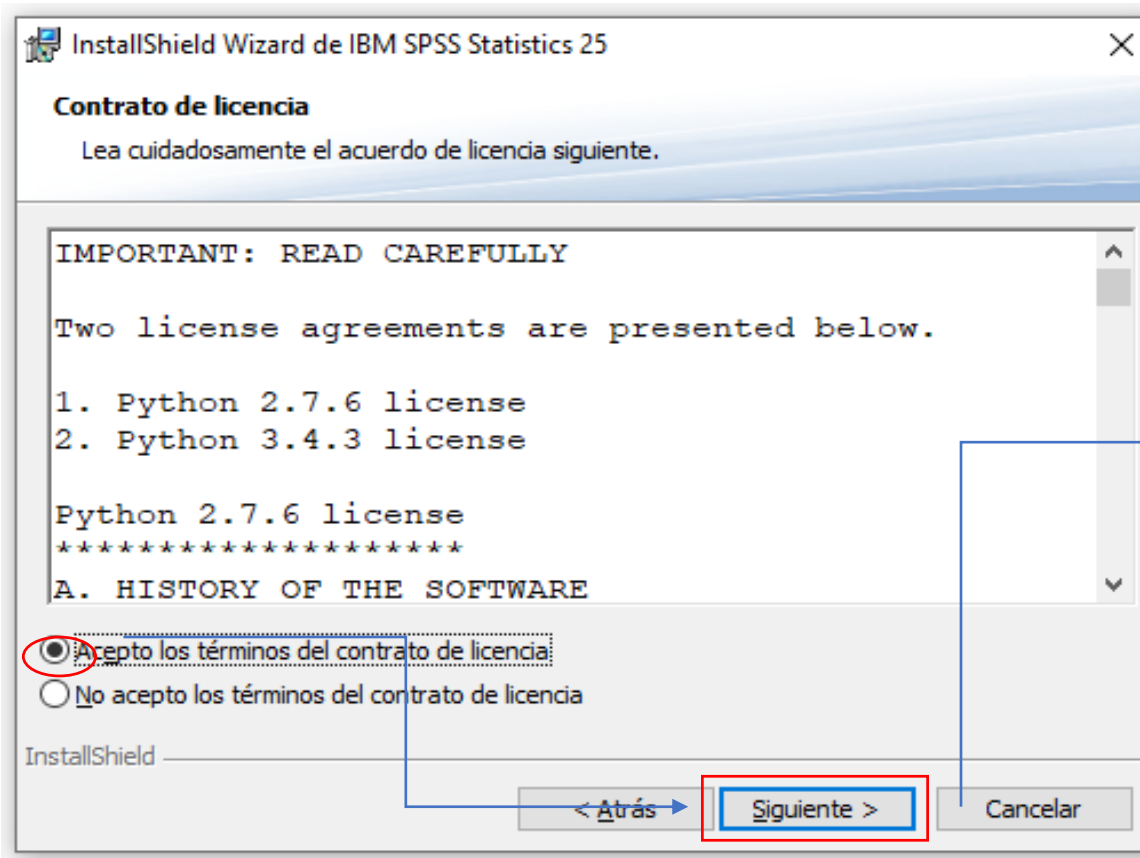 InstallShield Wizard de IBM SPSS Statistics 25
Contrato de licencia
Lea cuidadosamente el acuerdo de licencia siguiente.
IMPORTANT: READ CAREFULLY
Two license agreements are presented below.
1. Python 2.7.6 license
2. Python 3.4.3 license
Python 2.7.6 license
********************
A. HISTORY OF THE SOFTWARE
Acepto los términos del contrato de licencia
No acepto los términos del contrato de licencia
InstallShield
< Atrás Siguiente > Cancelar